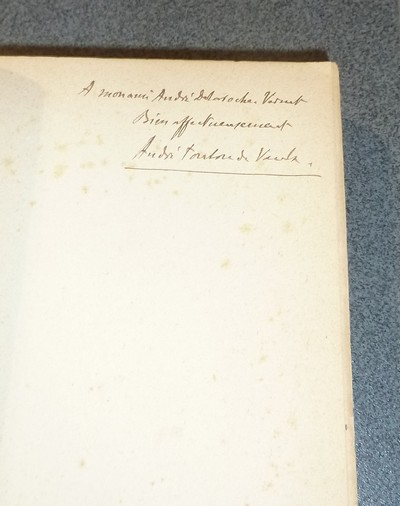 A mon ami André Delaroche-Vernet
Bien affectueusement
André Foulon de Vaulx.